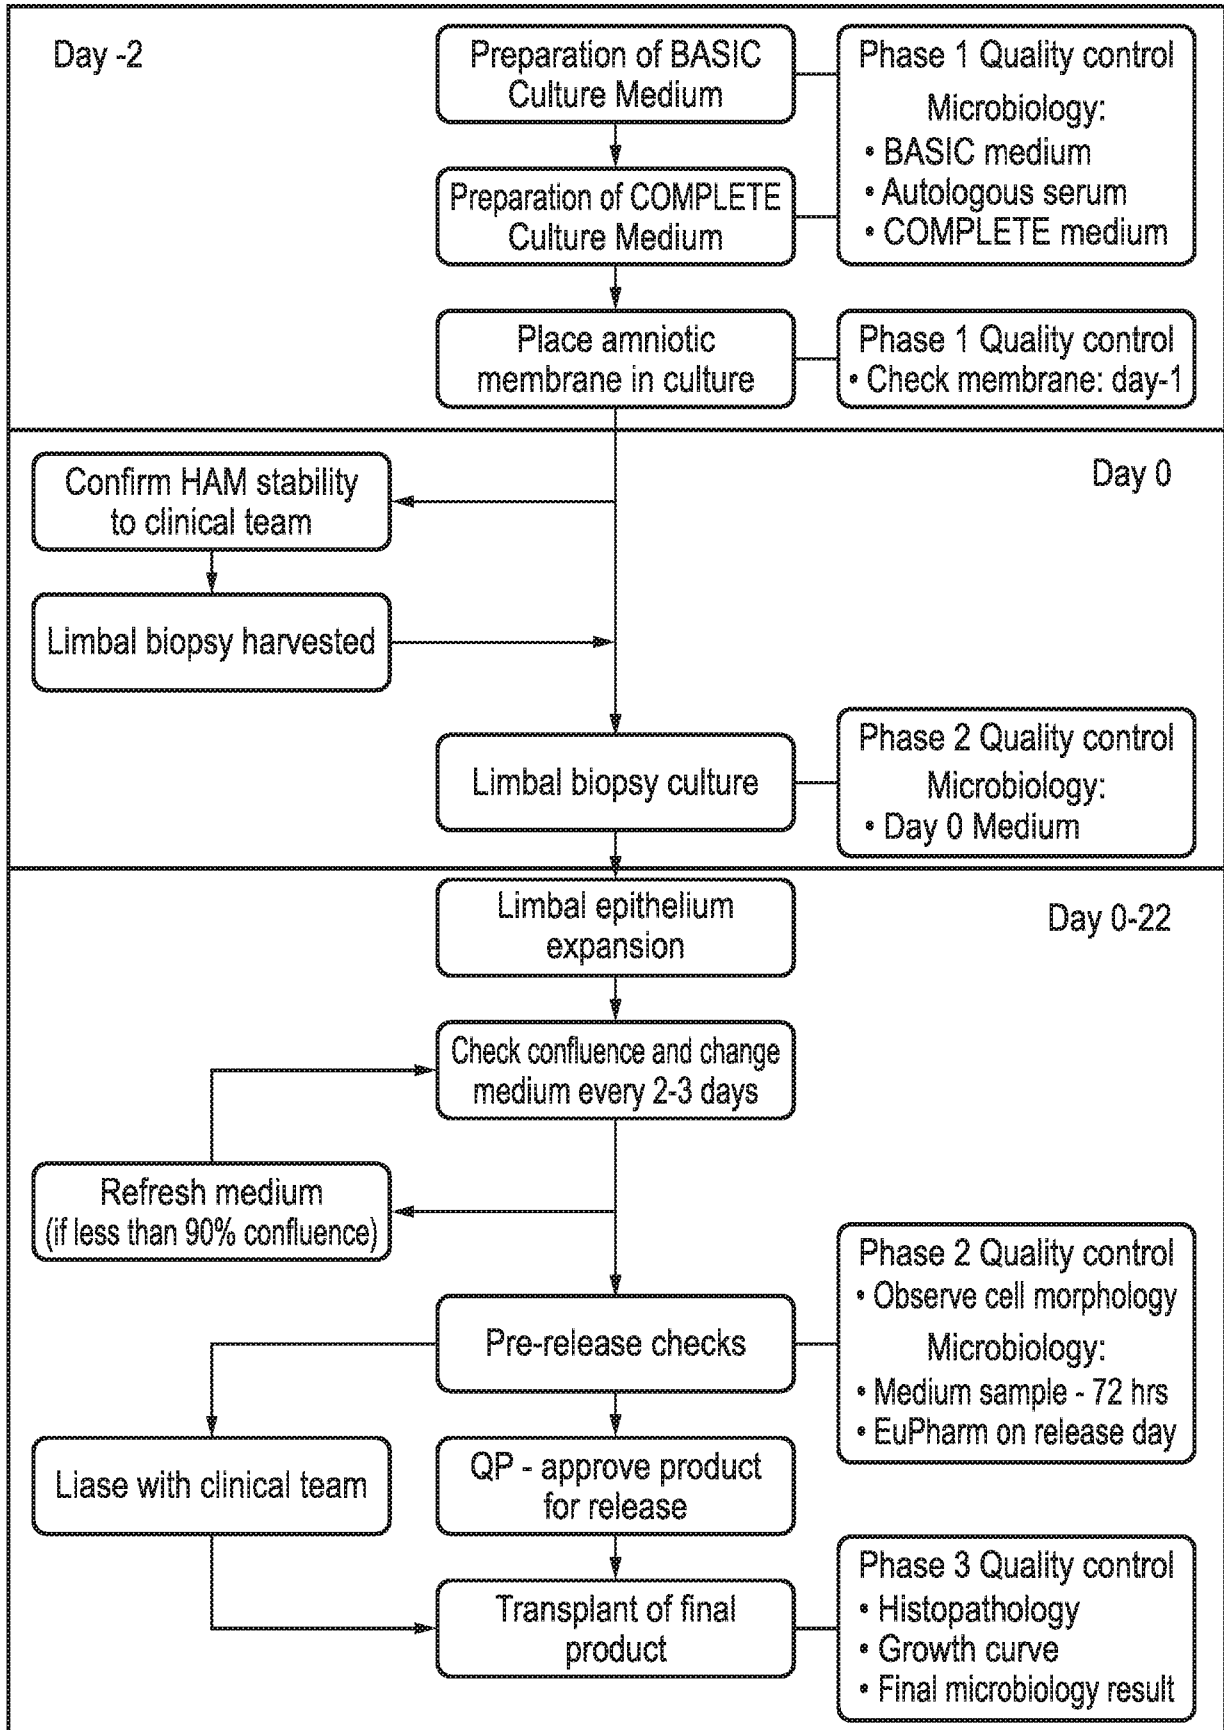 Day -2
Preparation of BASIC
Culture Medium
Phase 1 Quality control
Microbiology:
• BASIC medium
• Autologous serum
• COMPLETE medium
Preparation of COMPLETE
Culture Medium
Place amniotic
membrane in culture
Phase 1 Quality control
• Check membrane: day-1
Day 0
Confirm HAM stability
to clinical team
Limbal biopsy harvested
Limbal biopsy culture
Phase 2 Quality control
Microbiology:
• Day 0 Medium
Day 0-22
Limbal epithelium
expansion
Check confluence and change
medium every 2-3 days
Refresh medium
(if less than 90% confluence)
Pre-release checks
Phase 2 Quality control
• Observe cell morphology
Microbiology:
• Medium sample - 72 hrs
• EuPharm on release day
Liase with clinical team
QP - approve product
for release
Transplant of final
product
Phase 3 Quality control
• Histopathology
• Growth curve
• Final microbiology result